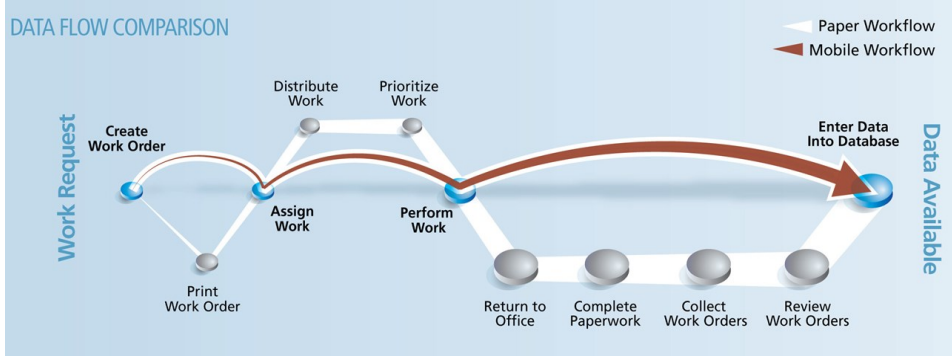 DATA FLOW COMPARISON
Paper Workflow
Mobile Workflow
Work Request
Create
Work Order
Print
Work Order
Assign
Work
Distribute
Work
Prioritize
Work
Perform
Work
Return to
Office
Complete
Paperwork
Collect
Work Orders
Review
Work Orders
Enter Data
Into Database
Data Available